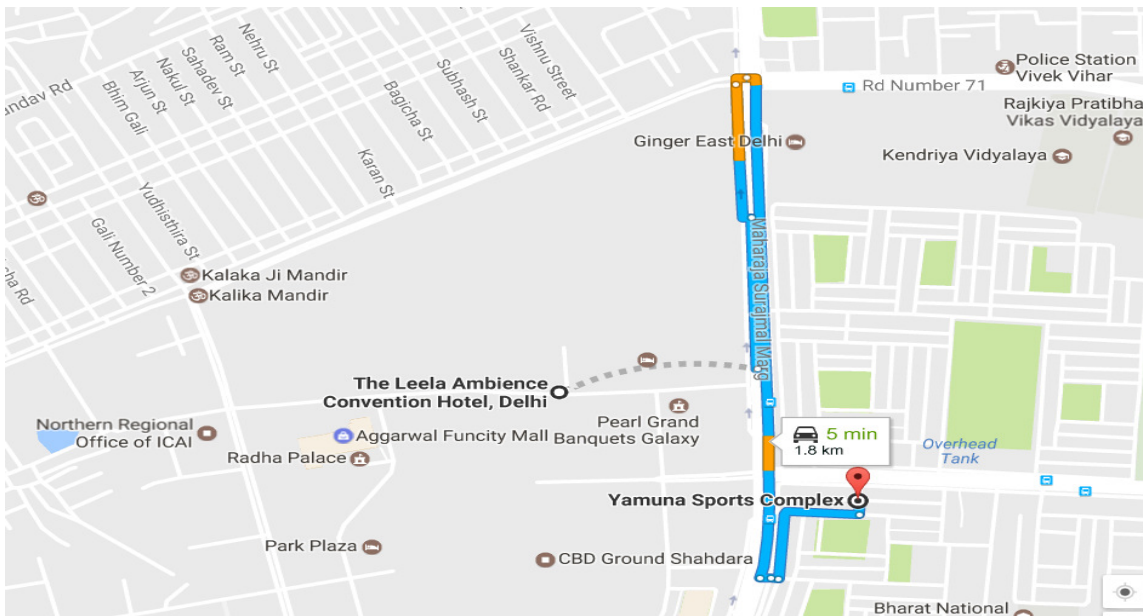 Nehru St
Ram St
Sahadev St
Nakul St
Arjun St
Bhim Gali
Vishnu Street
Shankar Rd
Subhash St
Bagicha St
Karan St
Yudhisthira St
Gali Number 2
Police Station
Vivek Vihar
Rd Number 71
Rajkiya Pratibha
Vikas Vidyalaya
Ginger East Delhi
Kendriya Vidyalaya
Kalaka Ji Mandir
Kalika Mandir
Maharaja Surajmal Marg
The Leela Ambience
Convention Hotel, Delhi
Northern Regional
Office of ICAI
Aggarwal Funcity Mall
Pearl Grand
Banquets Galaxy
Radha Palace
5 min
1.8 km
Overhead
Tank
Yamuna Sports Complex
Park Plaza
CBD Ground Shahdara
Bharat National